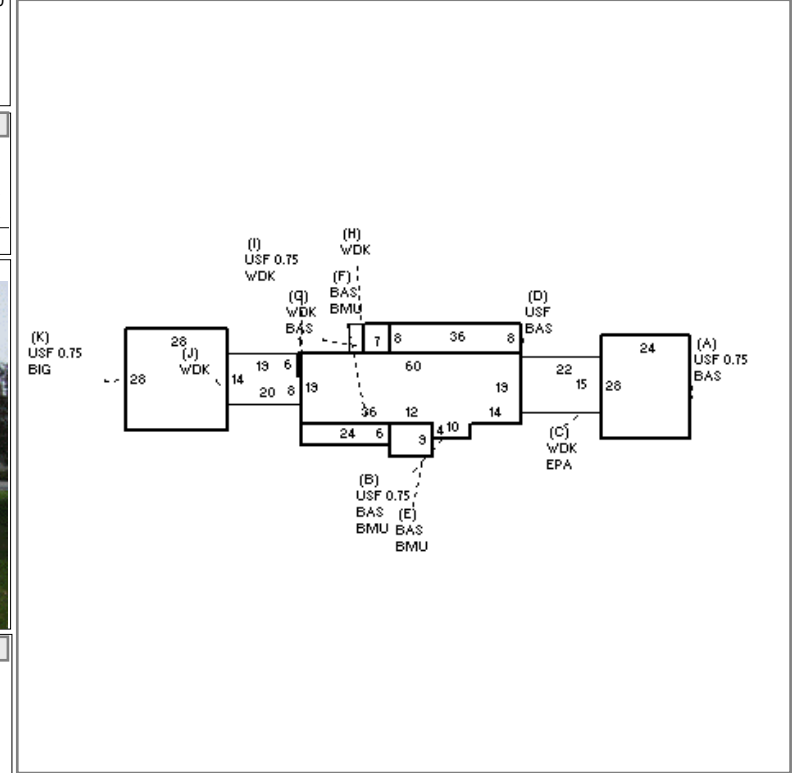 (H)
WDK
(I)
USF 0.75
WDK
(F)
BAS
BMU
(G)
WDK
BAS
(D)
USF
BAS
(K)
USF 0.75
BIG
28
28
(J)
WDK
14
19 6
20 8
19
7
8 36 8
60
19
36 12 14
24 6
9
4 10
22
15
24
28
(A)
USF 0.75
BAS
(C)
WDK
EPA
(B)
USF 0.75
BAS
BMU
(E)
BAS
BMU